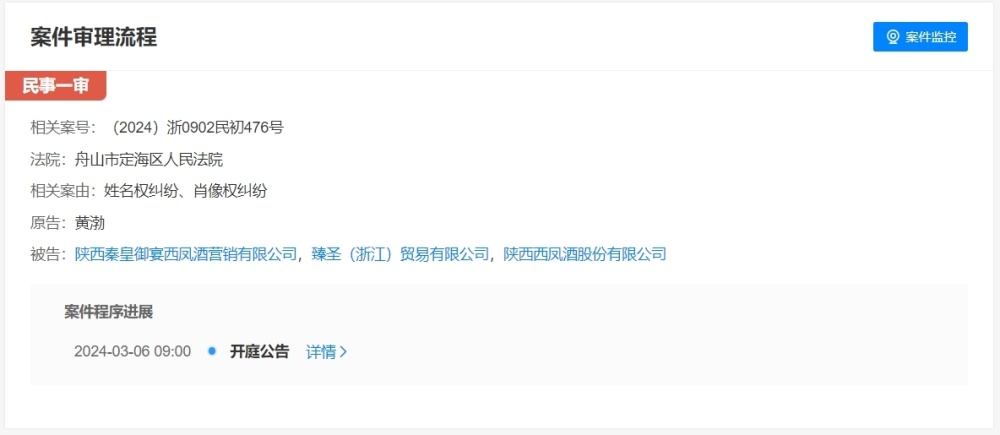 案件审理流程
案件监控
民事一审
相关案号：（2024）浙0902民初476号
法院：舟山市定海区人民法院
相关案由：姓名权纠纷、肖像权纠纷
原告：黄渤
被告：陕西秦皇御宴西凤酒营销有限公司，臻圣（浙江）贸易有限公司，陕西西凤酒股份有限公司
案件程序进展
2024-03-06 09:00 开庭公告 详情>